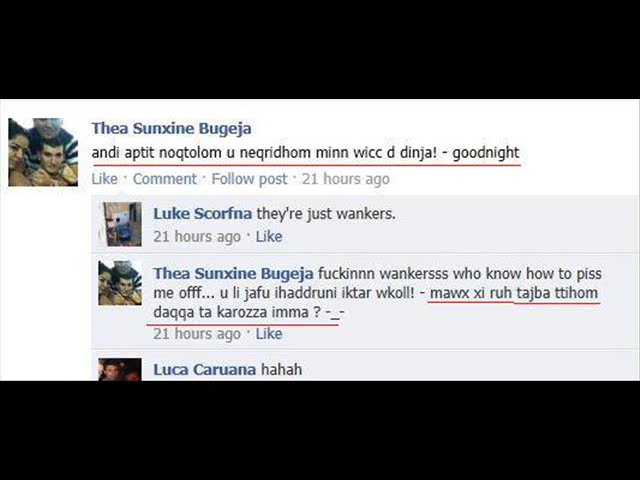 Thea Sunxine Bugeja
andi aptit noqtolom u neqridhom minn wicc d dinja! - goodnight
Like · Comment · Follow post · 21 hours ago
Luke Scorfna they're just wankers.
21 hours ago · Like
Thea Sunxine Bugeja fuckinnn wankersss who know how to piss
me offf... u li jafu ihaddruni iktar wkoll! - mawx xi ruh tajba ttihom
daqqa ta karozza imma ? -_-
21 hours ago · Like
Luca Caruana hahah